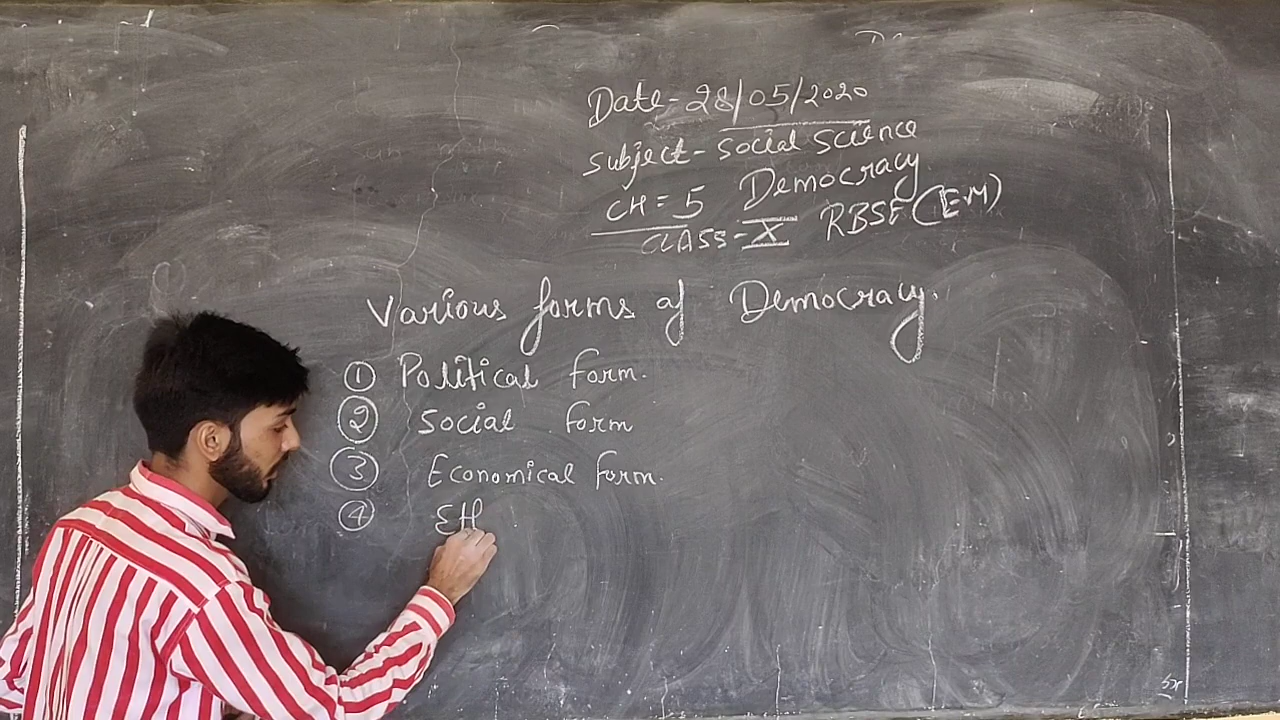 Date- 28/05/2020
Subject- Social Science
CH = 5 Democracy
CLASS- X RBSE (EM)
Various forms of Democracy.
① Political form.
② Social form
③ Economical form.
④ Eth